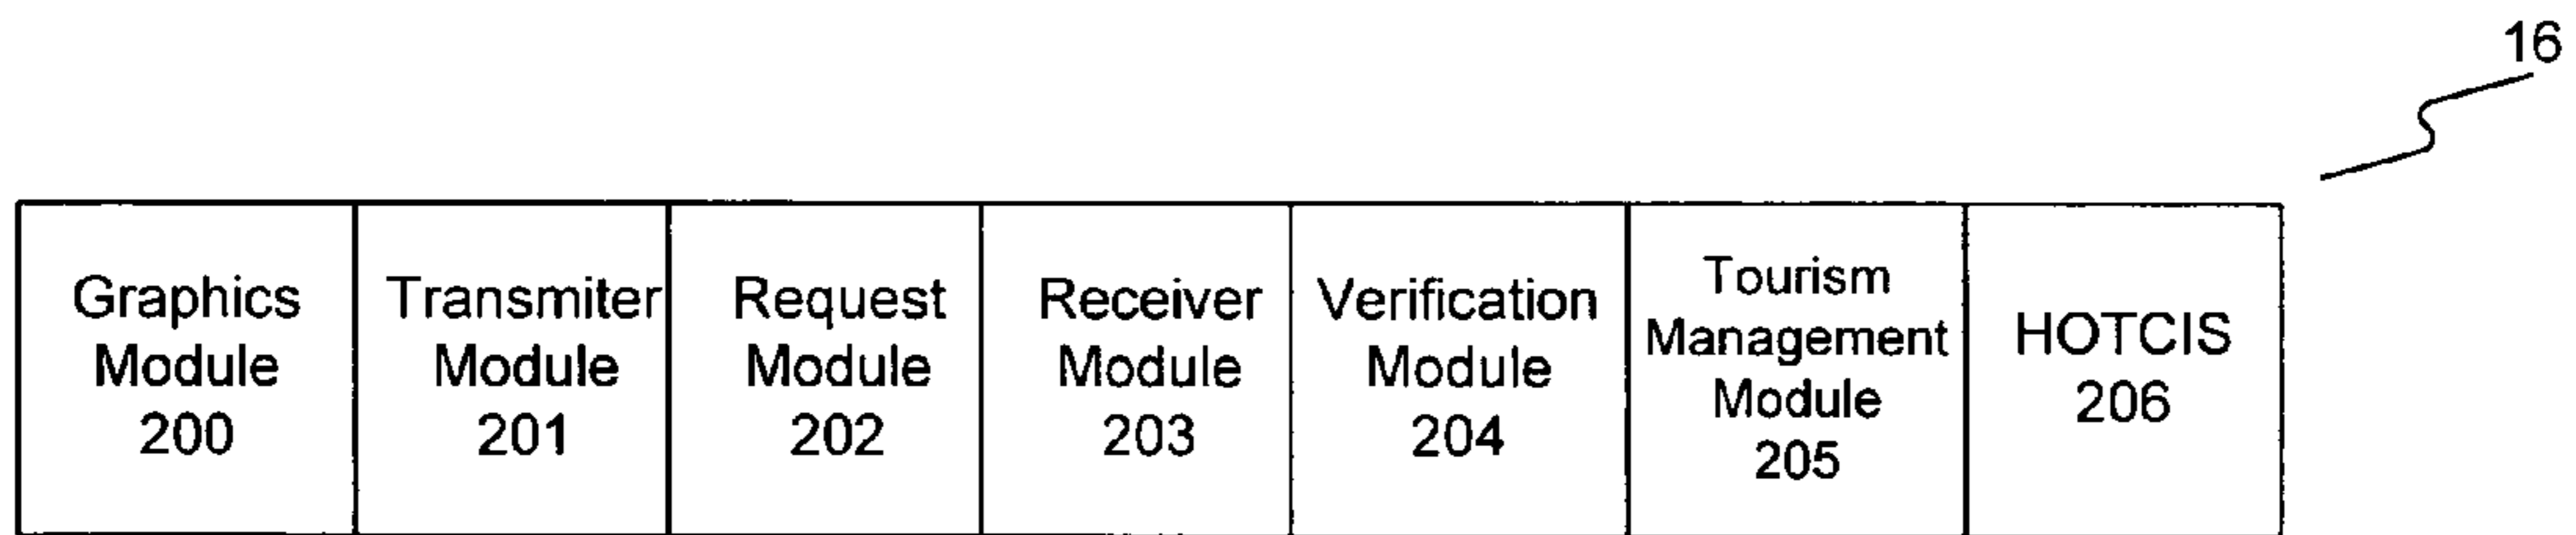 16
Graphics
Module
200
Transmiter
Module
201
Request
Module
202
Receiver
Module
203
Verification
Module
204
Tourism
Management
Module
205
HOTCIS
206